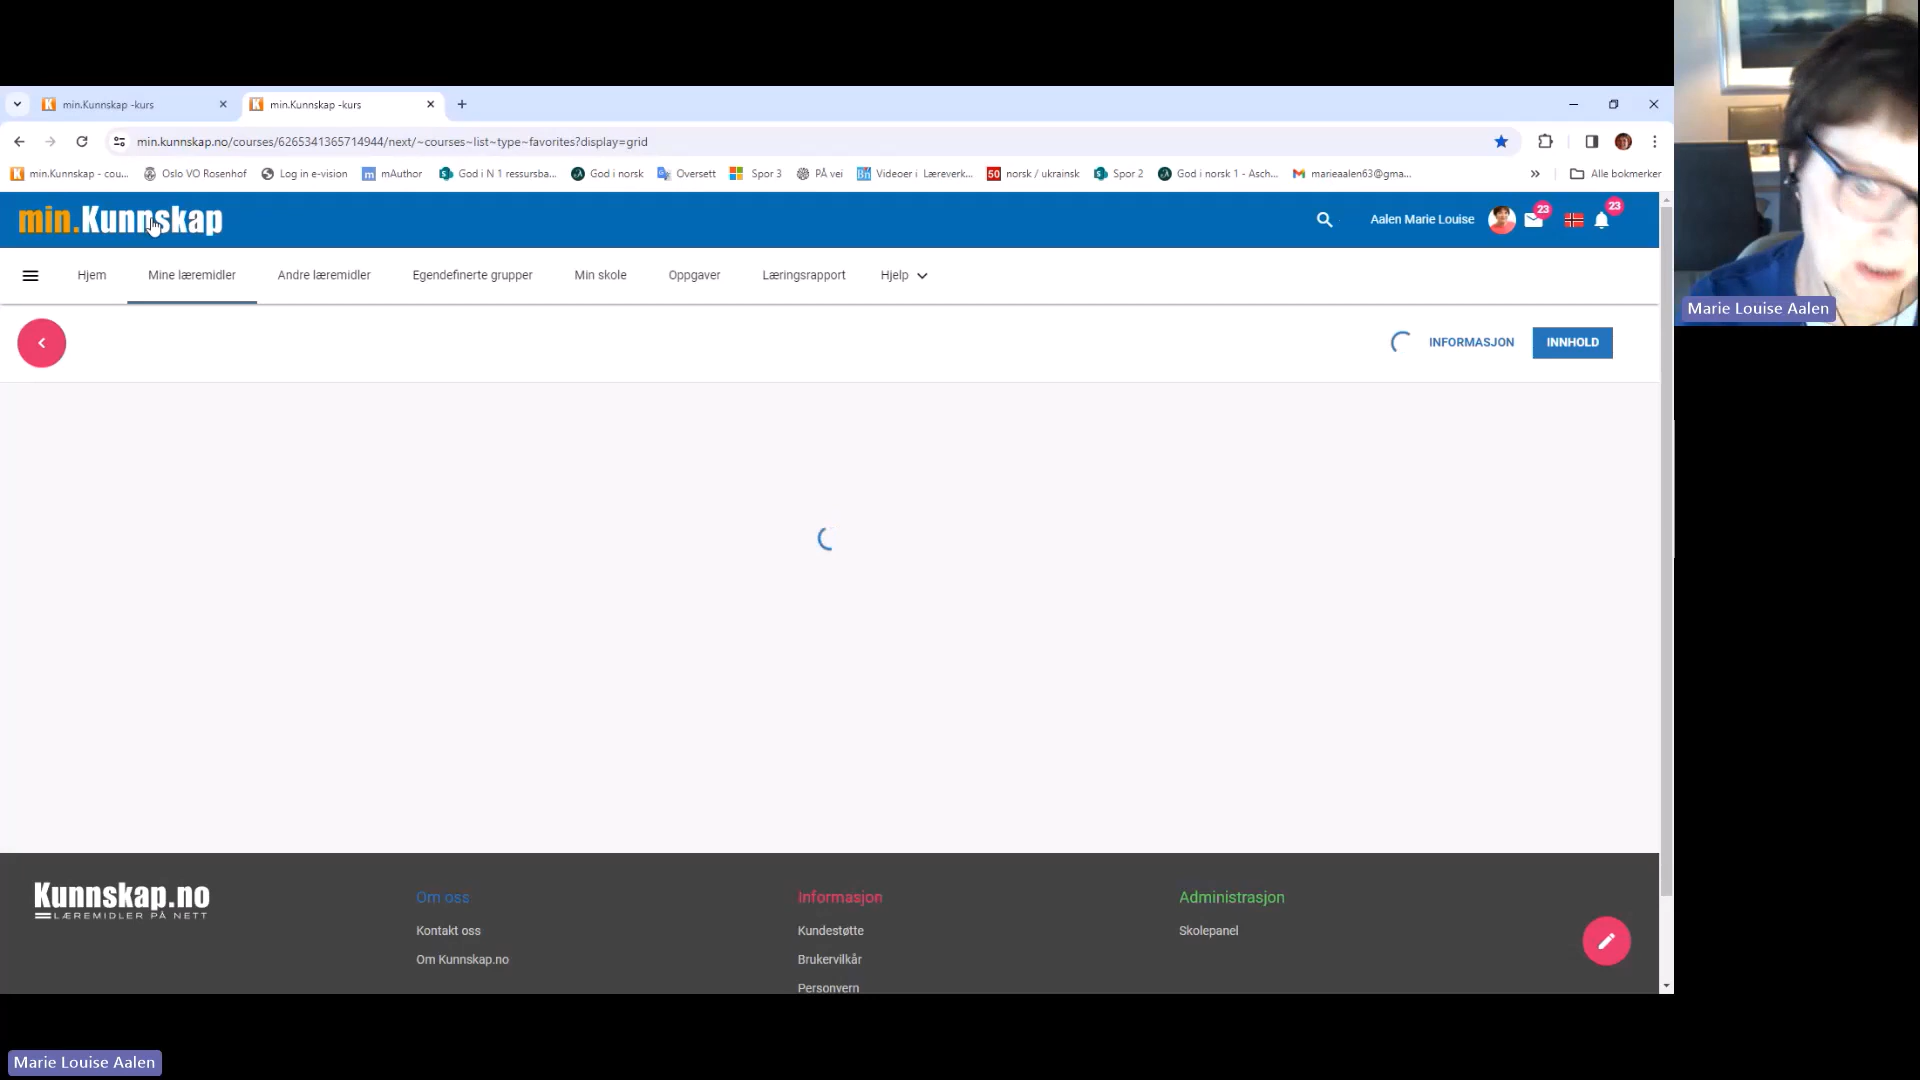 min.Kunnskap -kurs
min.Kunnskap -kurs
min.kunnskap.no/courses/6265341365714944/next/~courses~list~type~favorites?display=grid
min.Kunnskap - cou...
Oslo VO Rosenhof
Log in e-vision
m mAuthor
God i N 1 ressursba...
God i norsk
Oversett
Spor 3
PÅ vei
Videoer i Læreverk...
50 norsk / ukrainsk
Spor 2
God i norsk 1 - Asch...
marieaalen63@gma...
Alle bokmerker
min.Kunnskap
Aalen Marie Louise
23
23
Hjem
Mine læremidler
Andre læremidler
Egendefinerte grupper
Min skole
Oppgaver
Læringsrapport
Hjelp
INFORMASJON
INNHOLD
Marie Louise Aalen
Kunnskap.no
LÆREMIDLER PÅ NETT
Om oss
Kontakt oss
Om Kunnskap.no
Informasjon
Kundestøtte
Brukervilkår
Personvern
Administrasjon
Skolepanel
Marie Louise Aalen